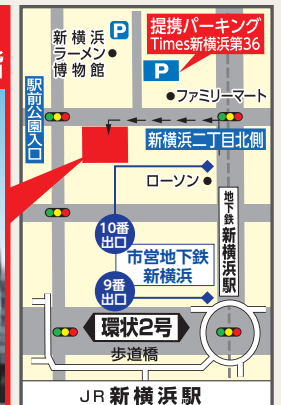 新横浜
ラーメン
博物館
P
提携パーキング
Times新横浜第36
P
ファミリーマート
駅前公園入口
新横浜二丁目北側
ローソン
地下鉄 新横浜駅
10番
出口
市営地下鉄
新横浜
9番
出口
環状2号
歩道橋
JR新横浜駅